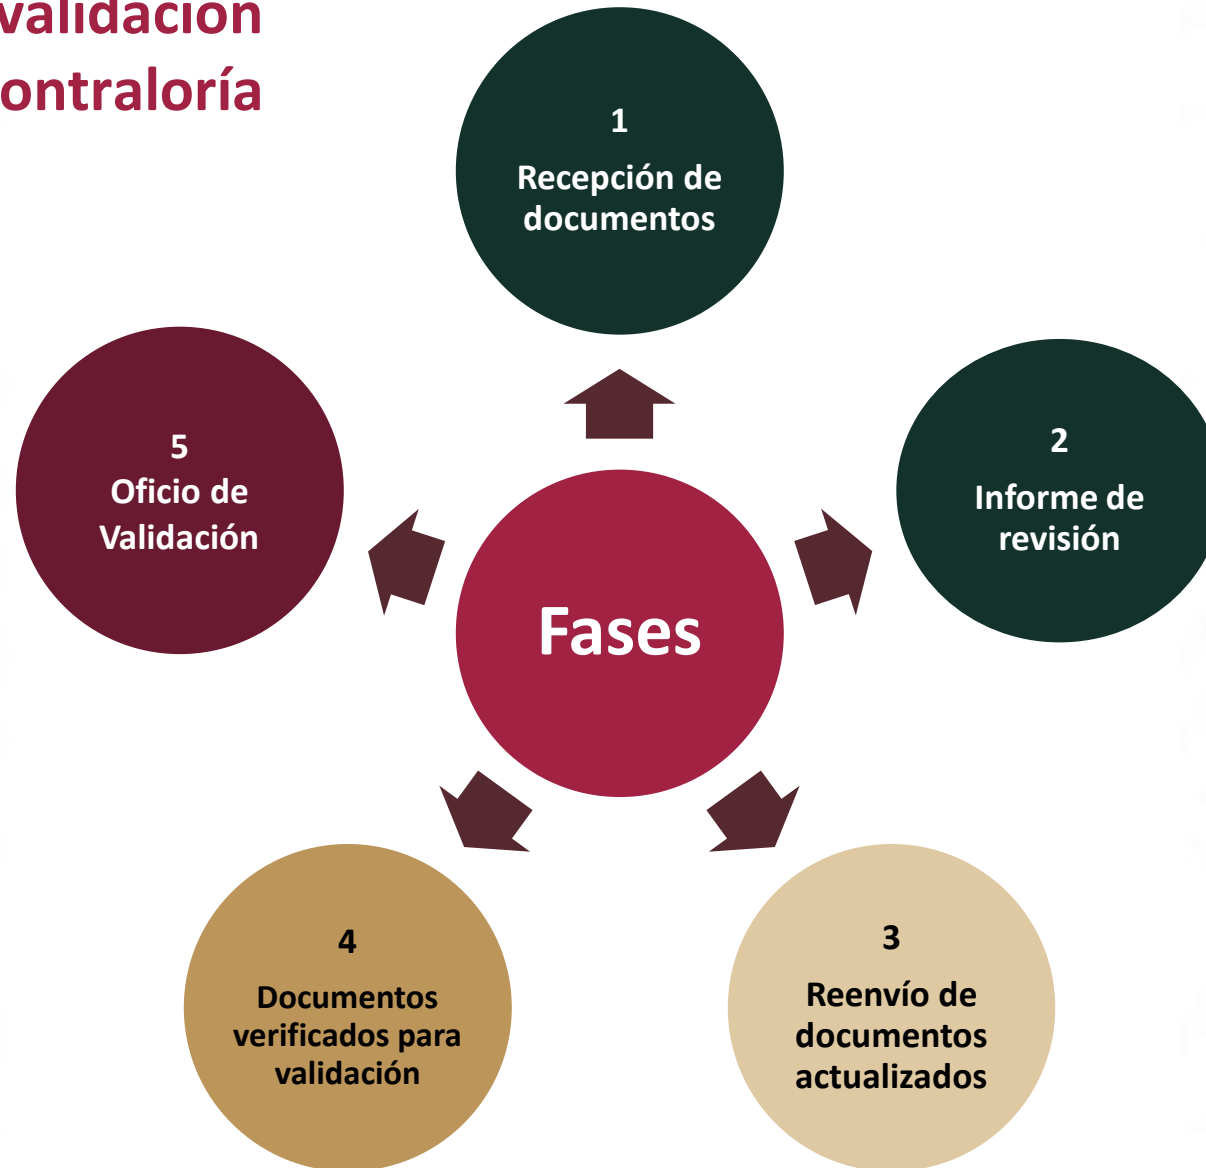 validación
ontraloría
1
Recepción de
documentos
2
Informe de
revisión
3
Reenvío de
documentos
actualizados
4
Documentos
verificados para
validación
5
Oficio de
Validación
Fases